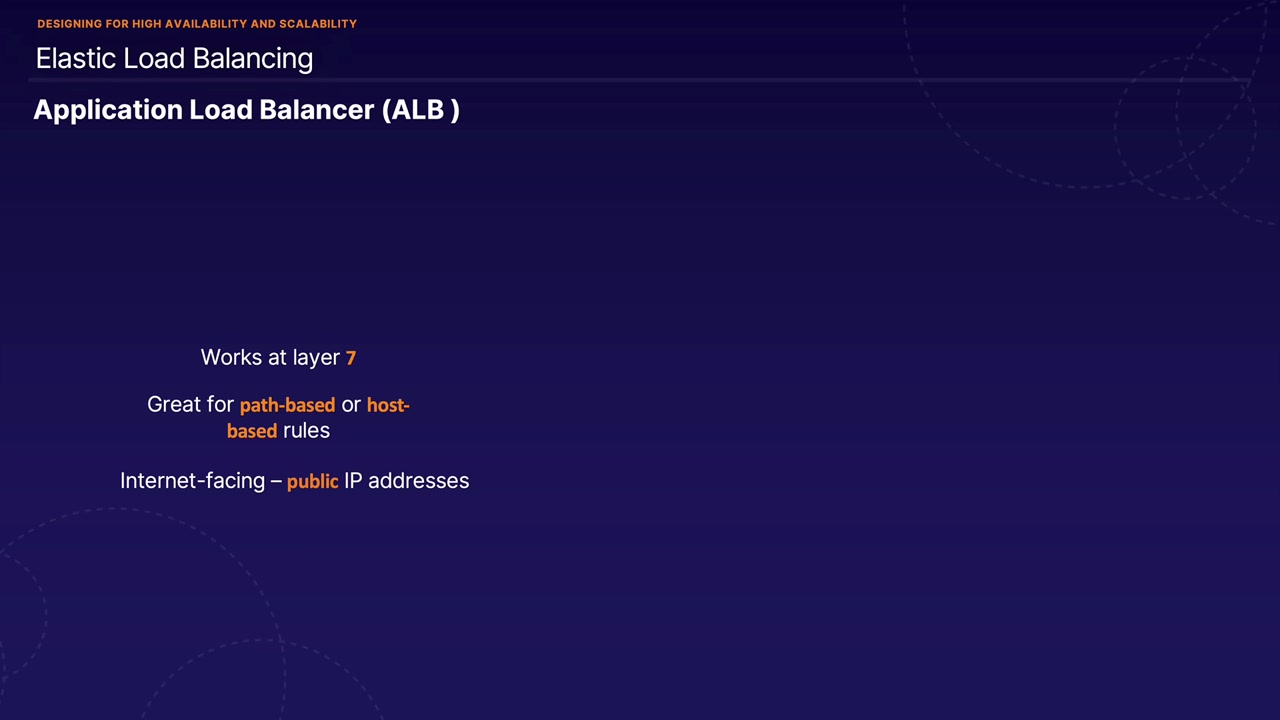 DESIGNING FOR HIGH AVAILABILITY AND SCALABILITY
Elastic Load Balancing
Application Load Balancer (ALB )
Works at layer 7
Great for path-based or host-
based rules
Internet-facing – public IP addresses